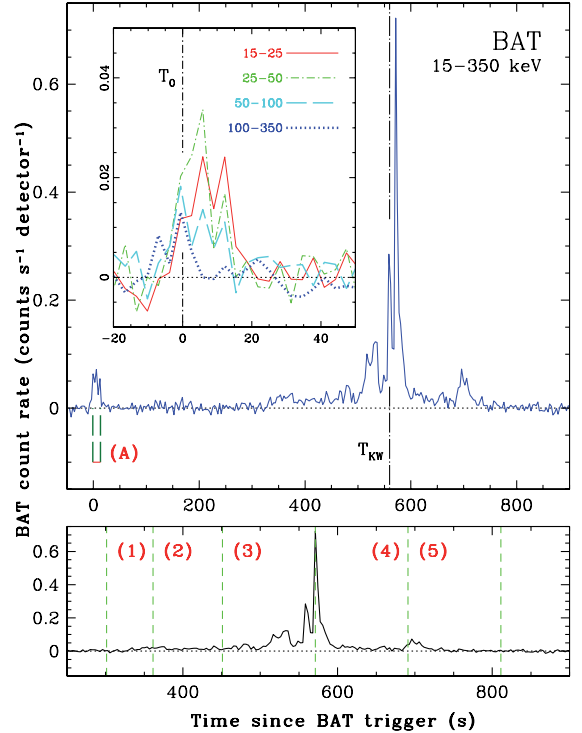 BAT
15−350 keV
T₀
15−25
25−50
50−100
100−350
0.04
0.02
0
−20 0 20 40
0.6
0.4
0.2
0
(A)
T_KW
0 200 400 600 800
BAT count rate (counts s⁻¹ detector⁻¹)
(1) (2) (3) (4) (5)
0.6
0.4
0.2
0
400 600 800
Time since BAT trigger (s)